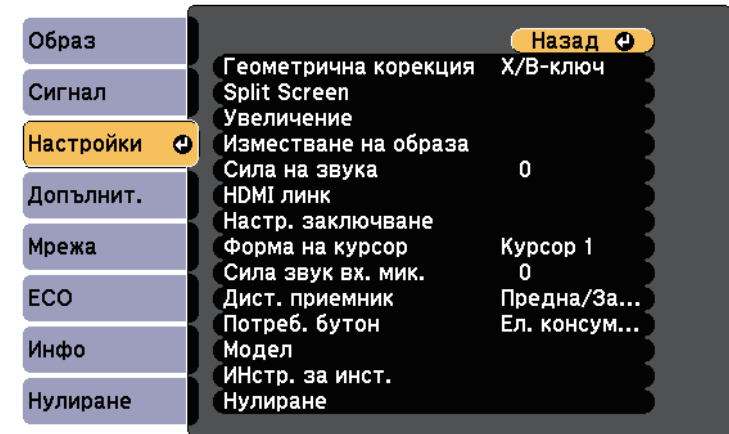 Образ
Сигнал
Настройки
Допълнит.
Мрежа
ECO
Инфо
Нулиране
Назад
Геометрична корекция X/B-ключ
Split Screen
Увеличение
Изместване на образа
Сила на звука 0
HDMI линк
Настр. заключване
Форма на курсор Курсор 1
Сила звук вх. мик. 0
Дист. приемник Предна/За...
Потреб. бутон Ел. консум...
Модел
ИНстр. за инст.
Нулиране